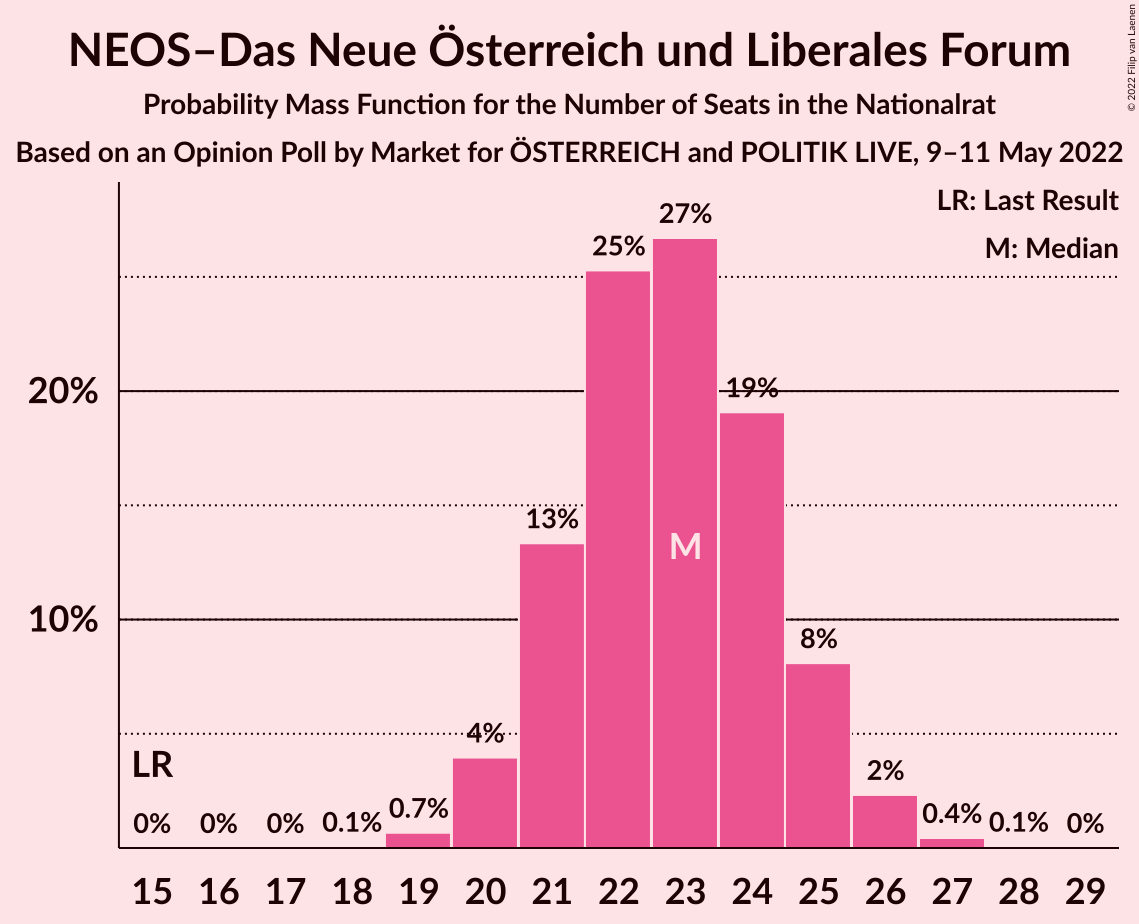 NEOS–Das Neue Österreich und Liberales Forum
Probability Mass Function for the Number of Seats in the Nationalrat
Based on an Opinion Poll by Market for ÖSTERREICH and POLITIK LIVE, 9–11 May 2022
© 2022 Filip van Laenen
LR: Last Result
M: Median
27%
25%
20%
19%
13%
M
10%
8%
4%
LR
2%
0% 0% 0% 0.1% 0.7% 0.4% 0.1% 0%
15 16 17 18 19 20 21 22 23 24 25 26 27 28 29